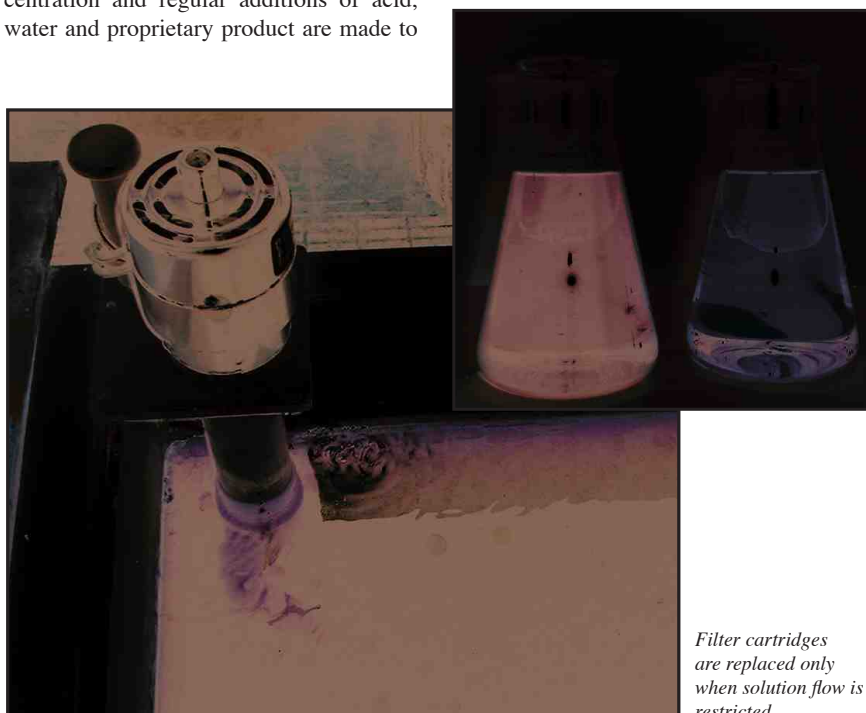 centration and regular additions of acid,
water and proprietary product are made to
Filter cartridges
are replaced only
when solution flow is
restricted